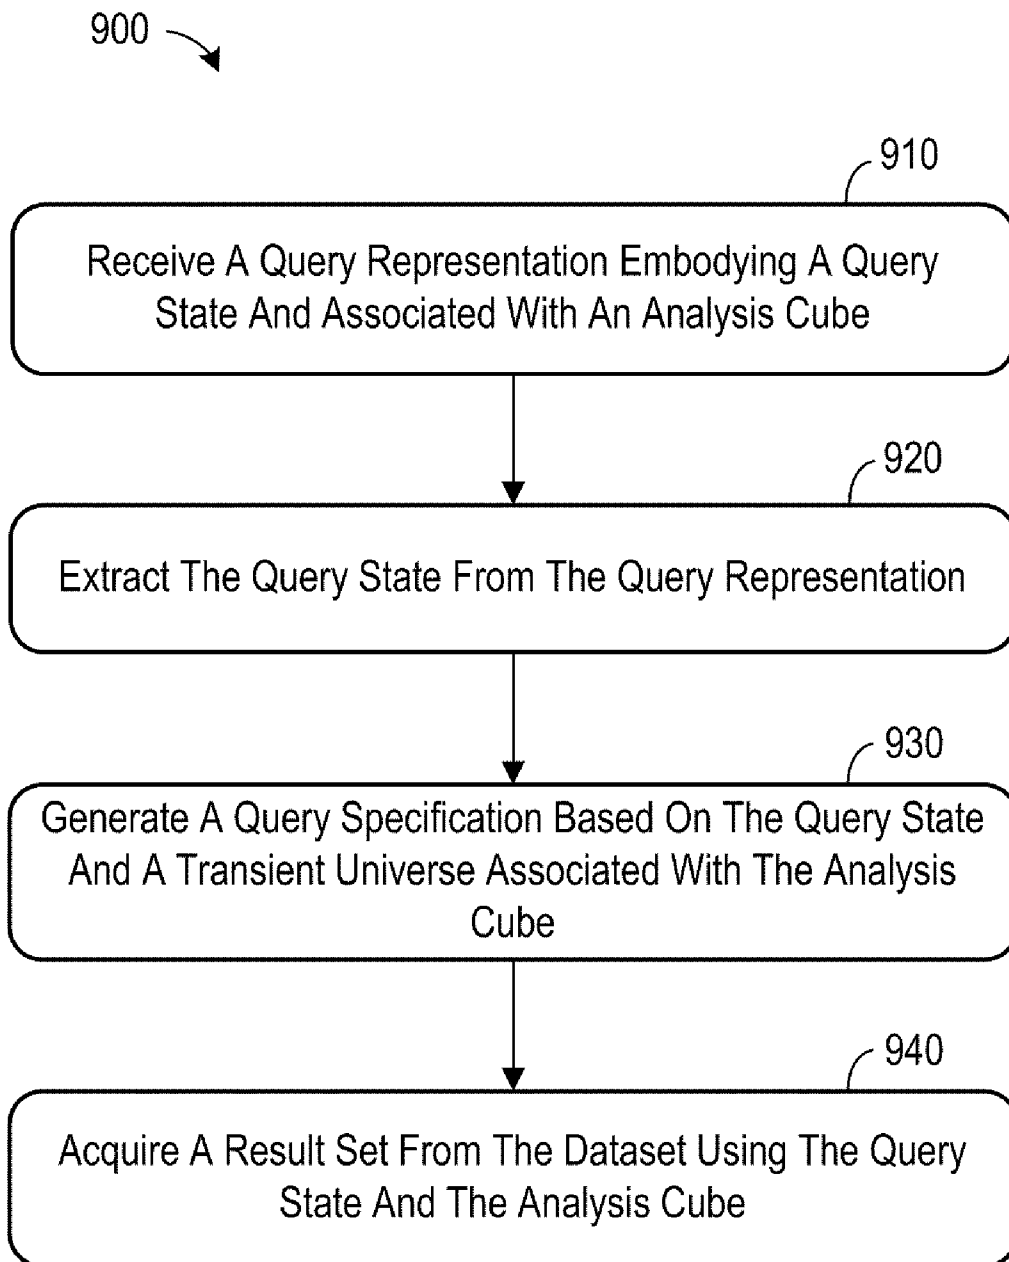 900
910
Receive A Query Representation Embodying A Query
State And Associated With An Analysis Cube
920
Extract The Query State From The Query Representation
930
Generate A Query Specification Based On The Query State
And A Transient Universe Associated With The Analysis
Cube
940
Acquire A Result Set From The Dataset Using The Query
State And The Analysis Cube